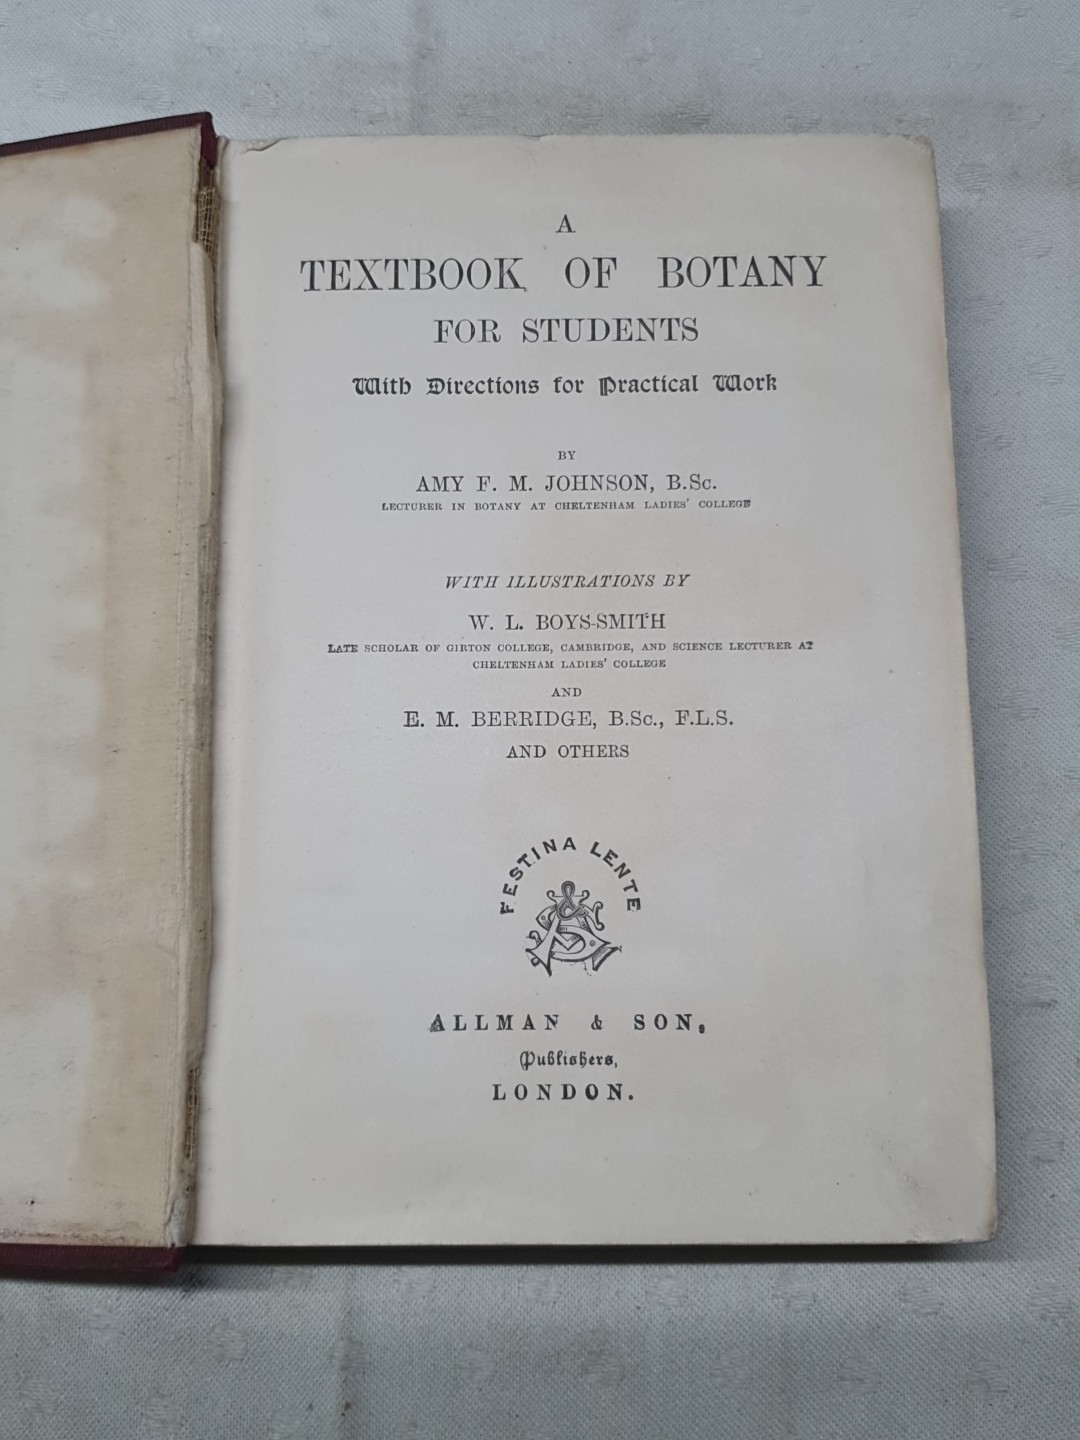 A
TEXTBOOK OF BOTANY
FOR STUDENTS
With Directions for Practical Work
BY
AMY F. M. JOHNSON, B.Sc.
LECTURER IN BOTANY AT CHELTENHAM LADIES' COLLEGE
WITH ILLUSTRATIONS BY
W. L. BOYS-SMITH
LATE SCHOLAR OF GIRTON COLLEGE, CAMBRIDGE, AND SCIENCE LECTURER AT
CHELTENHAM LADIES' COLLEGE
AND
E. M. BERRIDGE, B.Sc., F.L.S.
AND OTHERS
FESTINA LENTE
ALLMAN & SON,
Publishers,
LONDON.